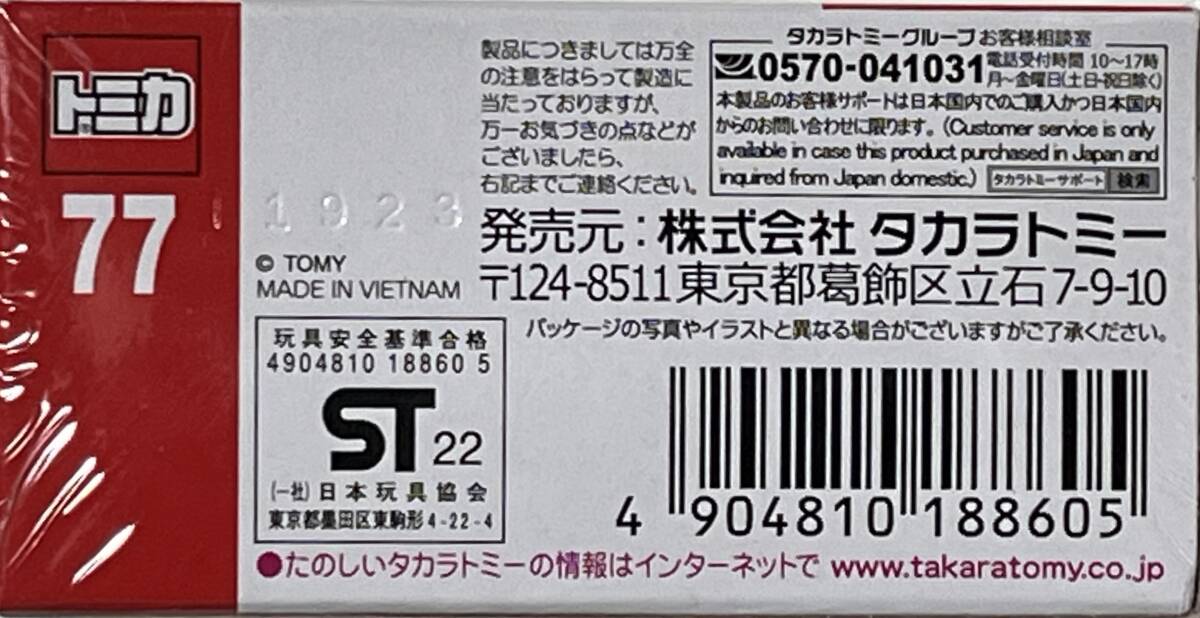 トミカ
77
製品につきましては万全
の注意をはらって製造に
当たっておりますが、
万一お気づきの点などが
ございましたら、
右記までご連絡ください。
タカラトミーグループお客様相談室
0570-041031 電話受付時間 10〜17時
月〜金曜日(土日・祝日除く)
本製品のお客様サポートは日本国内でのご購入かつ日本国内
からのお問い合わせに限ります。(Customer service is only
available in case this product purchased in Japan and
inquired from Japan domestic.) タカラトミーサポート 検索
1923
© TOMY
MADE IN VIETNAM
発売元：株式会社 タカラトミー
〒124-8511 東京都葛飾区立石7-9-10
パッケージの写真やイラストと異なる場合がございますがご了承ください。
玩具安全基準合格
4904810 18860 5
ST 22
(一社)日本玩具協会
東京都墨田区東駒形4-22-4
4 904810 188605
●たのしいタカラトミーの情報はインターネットで www.takaratomy.co.jp